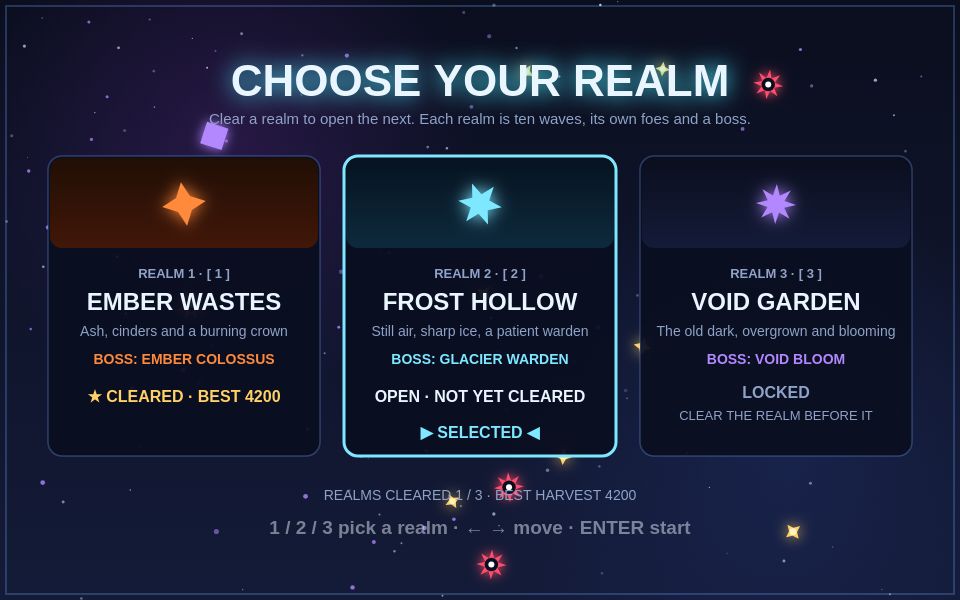 CHOOSE YOUR REALM
Clear a realm to open the next. Each realm is ten waves, its own foes and a boss.
REALM 1 · [ 1 ]
EMBER WASTES
Ash, cinders and a burning crown
BOSS: EMBER COLOSSUS
★ CLEARED · BEST 4200
REALM 2 · [ 2 ]
FROST HOLLOW
Still air, sharp ice, a patient warden
BOSS: GLACIER WARDEN
OPEN · NOT YET CLEARED
▶ SELECTED ◀
REALM 3 · [ 3 ]
VOID GARDEN
The old dark, overgrown and blooming
BOSS: VOID BLOOM
LOCKED
CLEAR THE REALM BEFORE IT
REALMS CLEARED 1 / 3 · BEST HARVEST 4200
1 / 2 / 3 pick a realm · ← → move · ENTER start